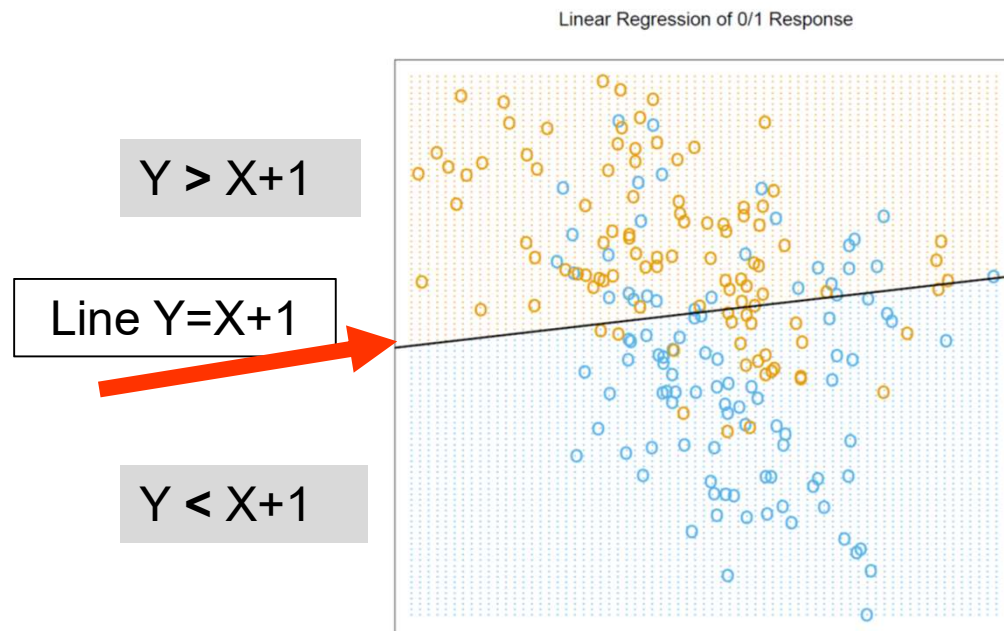 Linear Regression of 0/1 Response
Y > X+1
Line Y=X+1
Y < X+1